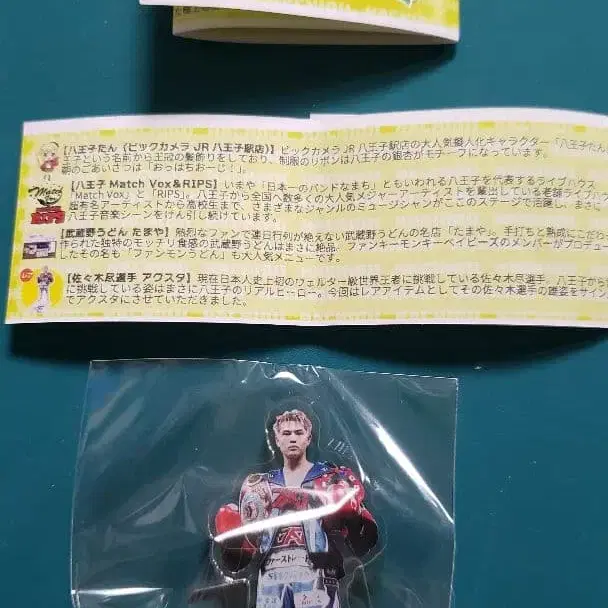 【八王子たん（ビックカメラ JR 八王子駅店）】ビックカメラ JR 八王子駅店の大人気擬人化キャラクター「八王子たん
王子という名前から王冠の髪飾りをしており、制服のリボンは八王子の銀杏がモチーフになっています。
朝のごあいさつは「おっはちおーじ！」。
【八王子 Match Vox＆RIPS】いまや「日本一のバンドなまち」ともいわれる八王子を代表するライブハウス
「Match Vox」と「RIPS」。八王子から全国へ数多くの大人気メジャーアーティストを輩出している老舗ライブハウス
超有名アーティストから高校生まで、さまざまなジャンルのミュージシャンがここのステージで活躍し、まさに
八王子音楽シーンをけん引し続けています。
【武蔵野うどん たまや】熱烈なファンで連日行列が絶えない武蔵野うどんの名店「たまや」。手打ちと熟成にこだわっ
作られた独特のモッチリ食感の武蔵野うどんはまさに絶品。ファンキーモンキーベイビーズのメンバーがプロデュー
したその名も「ファンモンうどん」も大人気メニューです。
【佐々木尽選手 アクスタ】現在日本人史上初のウェルター級世界王者に挑戦している佐々木尽選手。八王子から
に挑戦している姿はまさに八王子のリアルヒーロー。今回はレアアイテムとしてその佐々木選手の雄姿をサイン
でアクスタにさせていただきました。
Match
ファーストレート